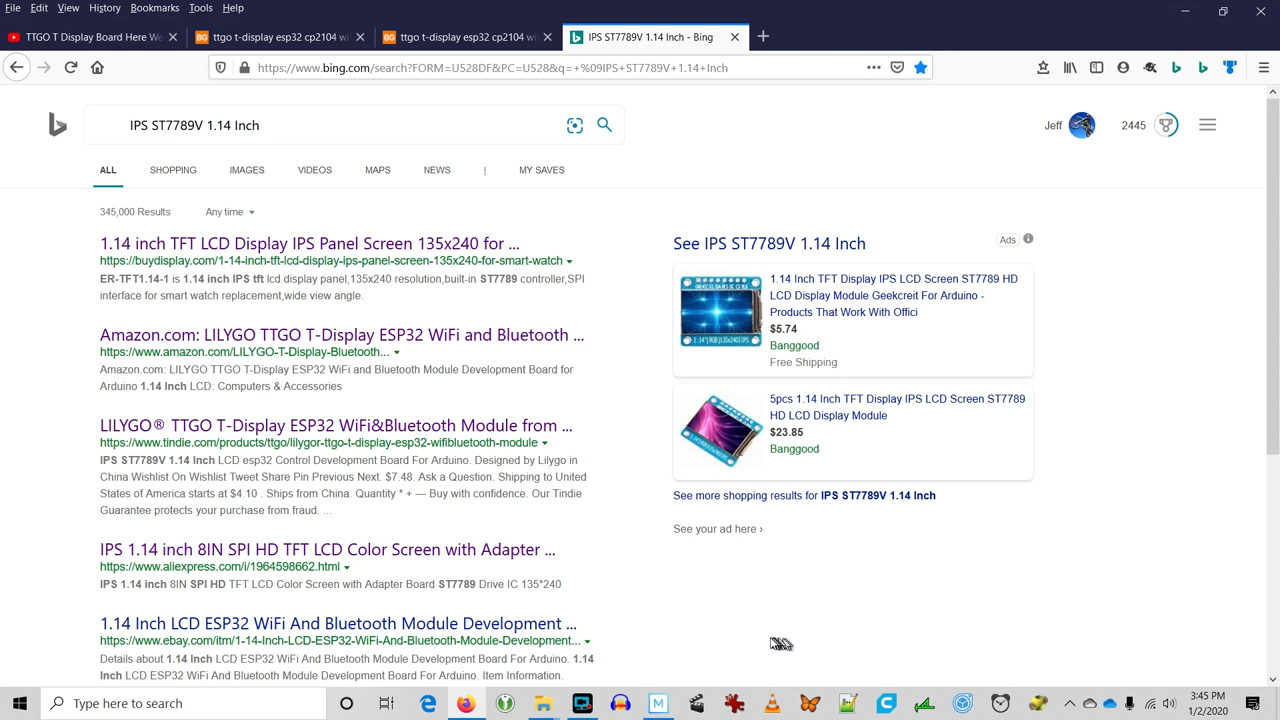 File Edit View History Bookmarks Tools Help
TTGO T Display Board Here We
ttgo t-display esp32 cp2104 wi
ttgo t-display esp32 cp2104 wif
IPS ST7789V 1.14 Inch - Bing
https://www.bing.com/search?FORM=U528DF&PC=U528&q=+%09IPS+ST7789V+1.14+Inch
IPS ST7789V 1.14 Inch
Jeff
2445
ALL SHOPPING IMAGES VIDEOS MAPS NEWS | MY SAVES
345,000 Results Any time
1.14 inch TFT LCD Display IPS Panel Screen 135x240 for ...
https://buydisplay.com/1-14-inch-tft-lcd-display-ips-panel-screen-135x240-for-smart-watch
ER-TFT1.14-1 is 1.14 inch IPS tft lcd display panel,135x240 resolution,built-in ST7789 controller,SPI
interface for smart watch replacement,wide view angle.
Amazon.com: LILYGO TTGO T-Display ESP32 WiFi and Bluetooth ...
https://www.amazon.com/LILYGO-T-Display-Bluetooth...
Amazon.com: LILYGO TTGO T-Display ESP32 WiFi and Bluetooth Module Development Board for
Arduino 1.14 Inch LCD: Computers & Accessories
LILYGO® TTGO T-Display ESP32 WiFi&Bluetooth Module from ...
https://www.tindie.com/products/ttgo/lilygor-ttgo-t-display-esp32-wifibluetooth-module
IPS ST7789V 1.14 Inch LCD esp32 Control Development Board For Arduino. Designed by Lilygo in
China Wishlist On Wishlist Tweet Share Pin Previous Next. $7.48. Ask a Question. Shipping to United
States of America starts at $4.10 . Ships from China. Quantity * + — Buy with confidence. Our Tindie
Guarantee protects your purchase from fraud. ...
IPS 1.14 inch 8IN SPI HD TFT LCD Color Screen with Adapter ...
https://www.aliexpress.com/i/1964598662.html
IPS 1.14 inch 8IN SPI HD TFT LCD Color Screen with Adapter Board ST7789 Drive IC 135*240
1.14 Inch LCD ESP32 WiFi And Bluetooth Module Development ...
https://www.ebay.com/itm/1-14-Inch-LCD-ESP32-WiFi-And-Bluetooth-Module-Development...
Details about 1.14 Inch LCD ESP32 WiFi And Bluetooth Module Development Board For Arduino. 1.14
Inch LCD ESP32 WiFi And Bluetooth Module Development Board For Arduino. Item Information.
See IPS ST7789V 1.14 Inch
Ads
1.14 Inch TFT Display IPS LCD Screen ST7789 HD
LCD Display Module Geekcreit For Arduino -
Products That Work With Offici
$5.74
Banggood
Free Shipping
5pcs 1.14 Inch TFT Display IPS LCD Screen ST7789
HD LCD Display Module
$23.85
Banggood
See more shopping results for IPS ST7789V 1.14 Inch
See your ad here ›
Type here to search
3:45 PM
1/2/2020